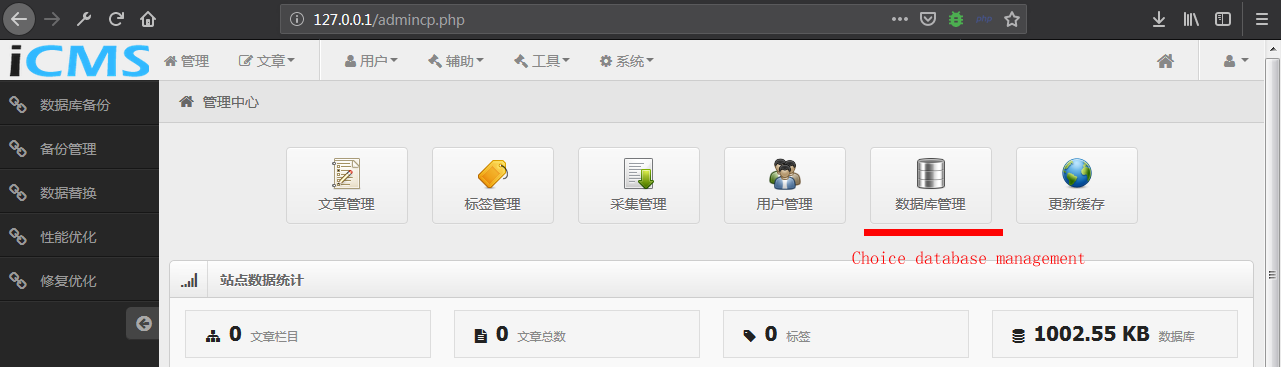 127.0.0.1/admincp.php
iCMS 管理 文章 用户 辅助 工具 系统
数据库备份
管理中心
备份管理
数据替换
性能优化
修复优化
文章管理 标签管理 采集管理 用户管理 数据库管理 更新缓存
Choice database management
站点数据统计
0 文章栏目 0 文章总数 0 标签 1002.55 KB 数据库